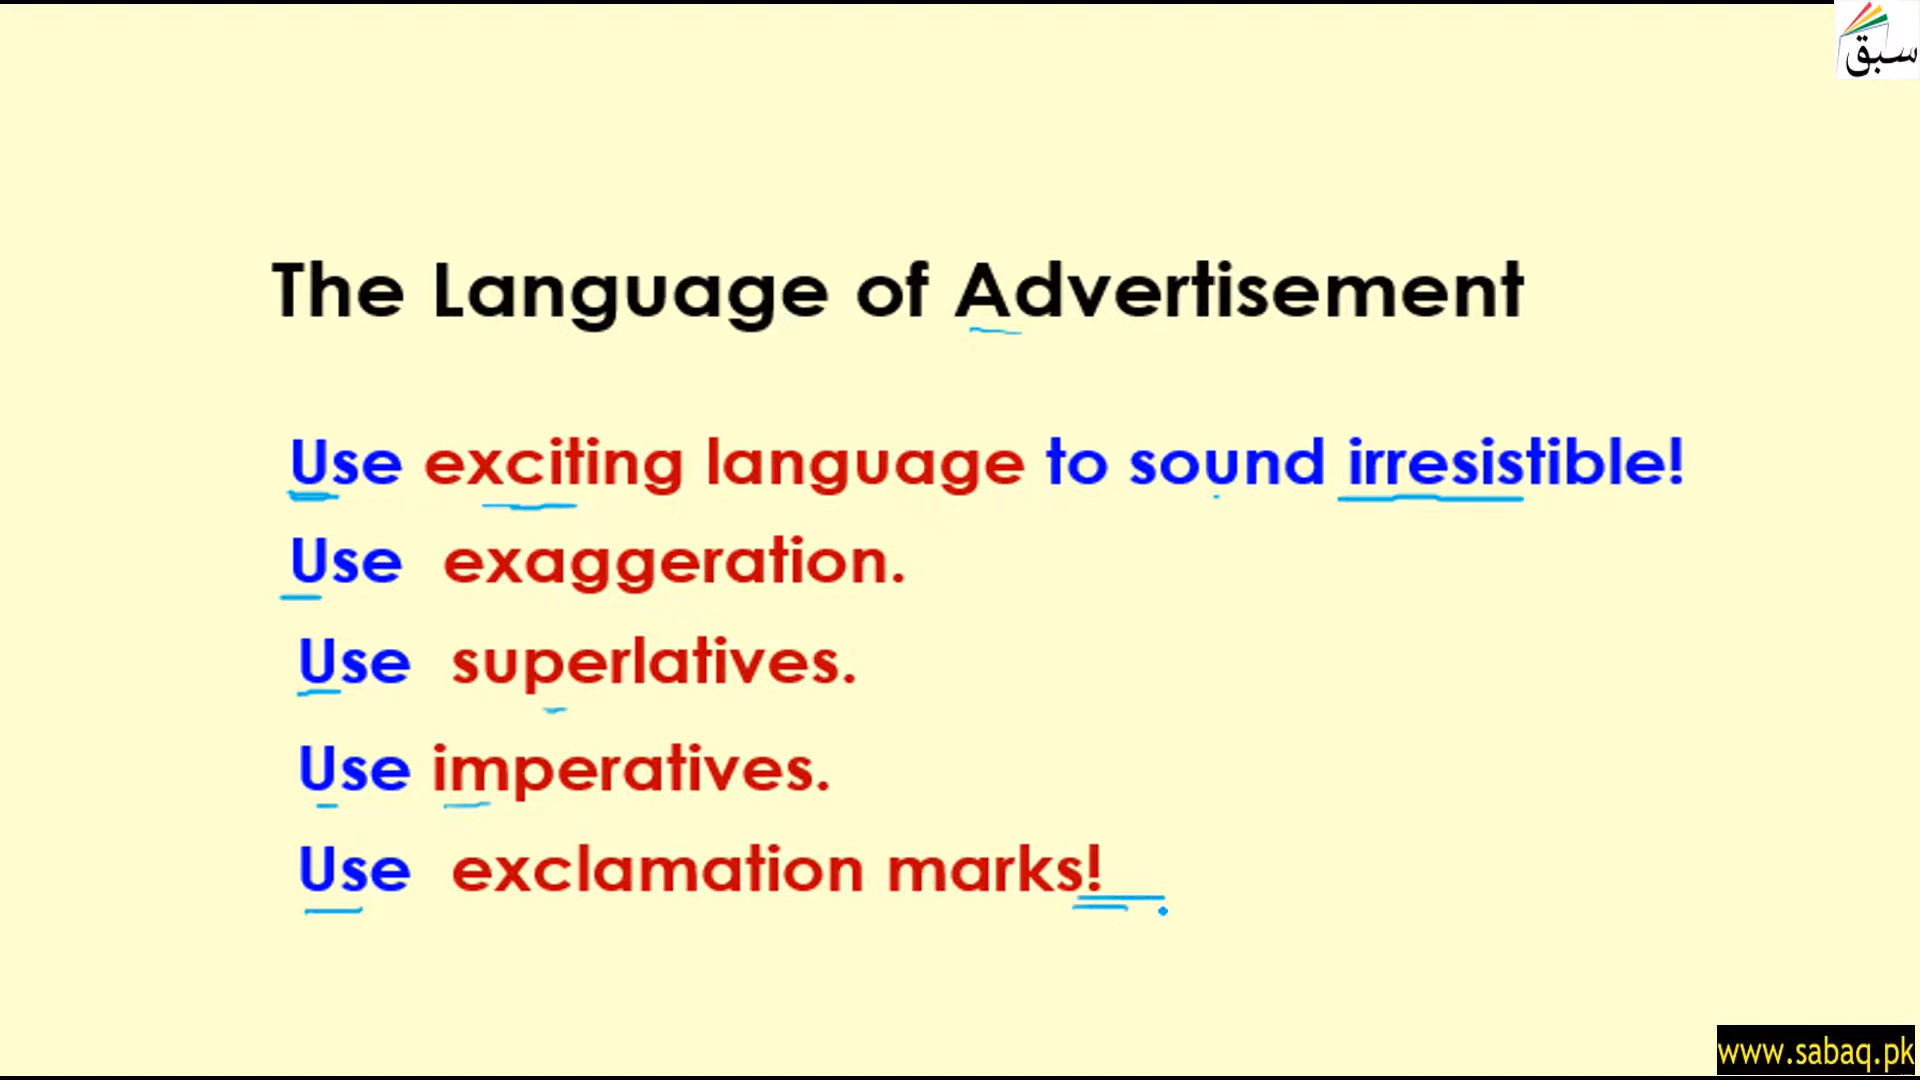 سبق
The Language of Advertisement
Use exciting language to sound irresistible!
Use exaggeration.
Use superlatives.
Use imperatives.
Use exclamation marks!
www.sabaq.pk